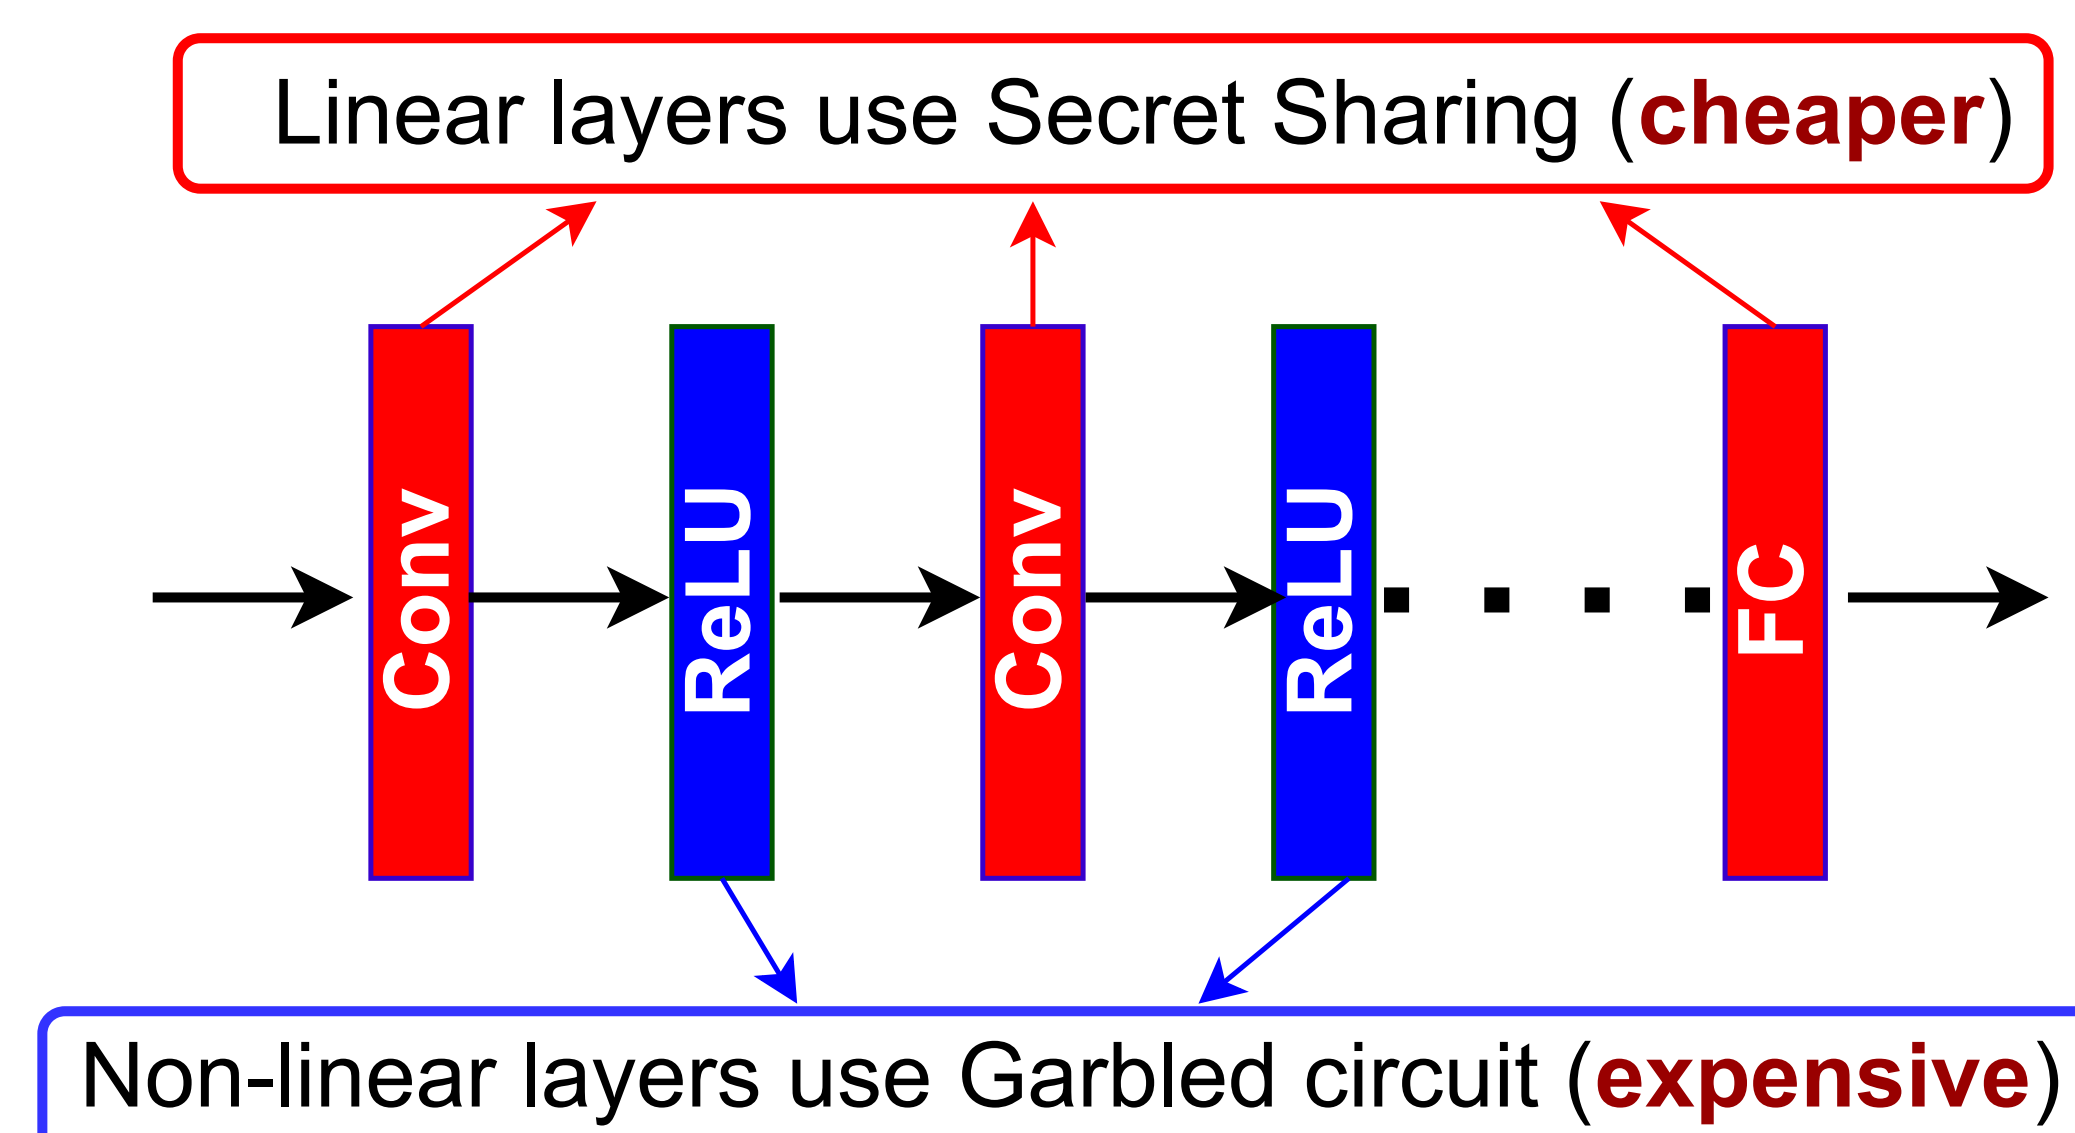 Linear layers use Secret Sharing (cheaper)
Conv
ReLU
Conv
ReLU
FC
Non-linear layers use Garbled circuit (expensive)